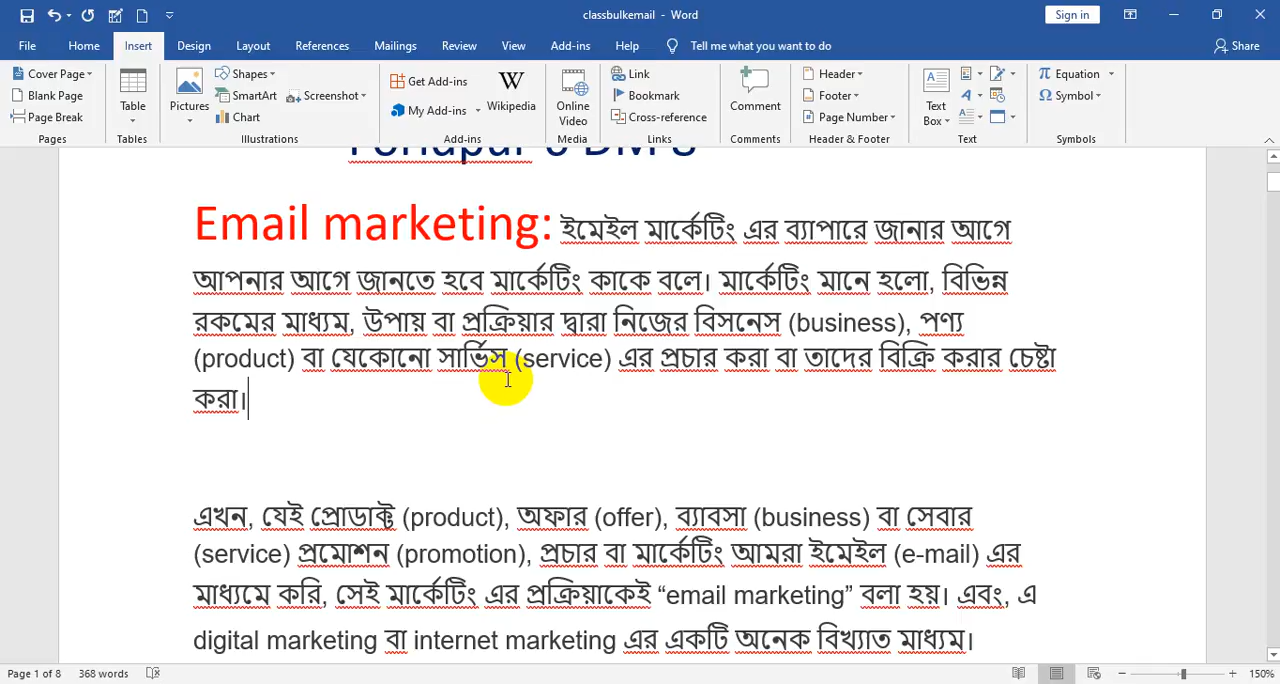 classbulkemail - Word
Sign in
File Home Insert Design Layout References Mailings Review View Add-ins Help Tell me what you want to do Share
Cover Page
Blank Page
Page Break
Pages
Table
Tables
Pictures
Shapes
SmartArt
Chart
Screenshot
Illustrations
Get Add-ins
My Add-ins
Wikipedia
Add-ins
Online Video
Media
Link
Bookmark
Cross-reference
Links
Comment
Comments
Header
Footer
Page Number
Header & Footer
Text Box
Text
Equation
Symbol
Symbols
Email marketing: ইমেইল মার্কেটিং এর ব্যাপারে জানার আগে
আপনার আগে জানতে হবে মার্কেটিং কাকে বলে। মার্কেটিং মানে হলো, বিভিন্ন
রকমের মাধ্যম, উপায় বা প্রক্রিয়ার দ্বারা নিজের বিসনেস (business), পণ্য
(product) বা যেকোনো সার্ভিস (service) এর প্রচার করা বা তাদের বিক্রি করার চেষ্টা
করা।
এখন, যেই প্রোডাক্ট (product), অফার (offer), ব্যাবসা (business) বা সেবার
(service) প্রমোশন (promotion), প্রচার বা মার্কেটিং আমরা ইমেইল (e-mail) এর
মাধ্যমে করি, সেই মার্কেটিং এর প্রক্রিয়াকেই “email marketing” বলা হয়। এবং, এ
digital marketing বা internet marketing এর একটি অনেক বিখ্যাত মাধ্যম।
Page 1 of 8 368 words 150%